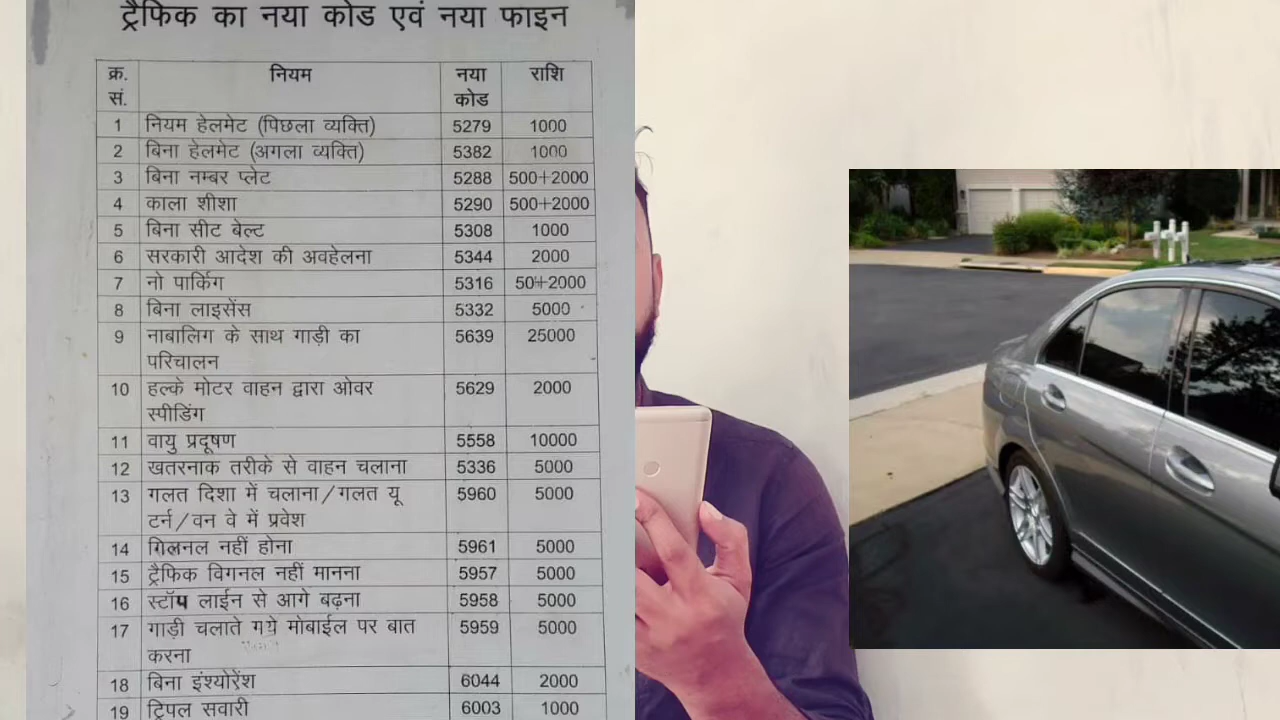 ट्रैफिक का नया कोड एवं नया फाइन
क्र. सं. नियम नया कोड राशि
1 नियम हेलमेट (पिछला व्यक्ति) 5279 1000
2 बिना हेलमेट (अगला व्यक्ति) 5382 1000
3 बिना नम्बर प्लेट 5288 500+2000
4 काला शीशा 5290 500+2000
5 बिना सीट बेल्ट 5308 1000
6 सरकारी आदेश की अवहेलना 5344 2000
7 नो पार्किग 5316 50+2000
8 बिना लाइसेंस 5332 5000
9 नाबालिग के साथ गाड़ी का 5639 25000
परिचालन
10 हल्के मोटर वाहन द्वारा ओवर 5629 2000
स्पीडिंग
11 वायु प्रदूषण 5558 10000
12 खतरनाक तरीके से वाहन चलाना 5336 5000
13 गलत दिशा में चलाना/गलत यू 5960 5000
टर्न/वन वे में प्रवेश
14 नहीं होना 5961 5000
15 ट्रैफिक विगनल नहीं मानना 5957 5000
16 स्टॉप लाईन से आगे बढ़ना 5958 5000
17 गाड़ी चलाते मोबाईल पर बात 5959 5000
करना
18 बिना इंश्योरेंश 6044 2000
19 ट्रिपल सवारी 6003 1000